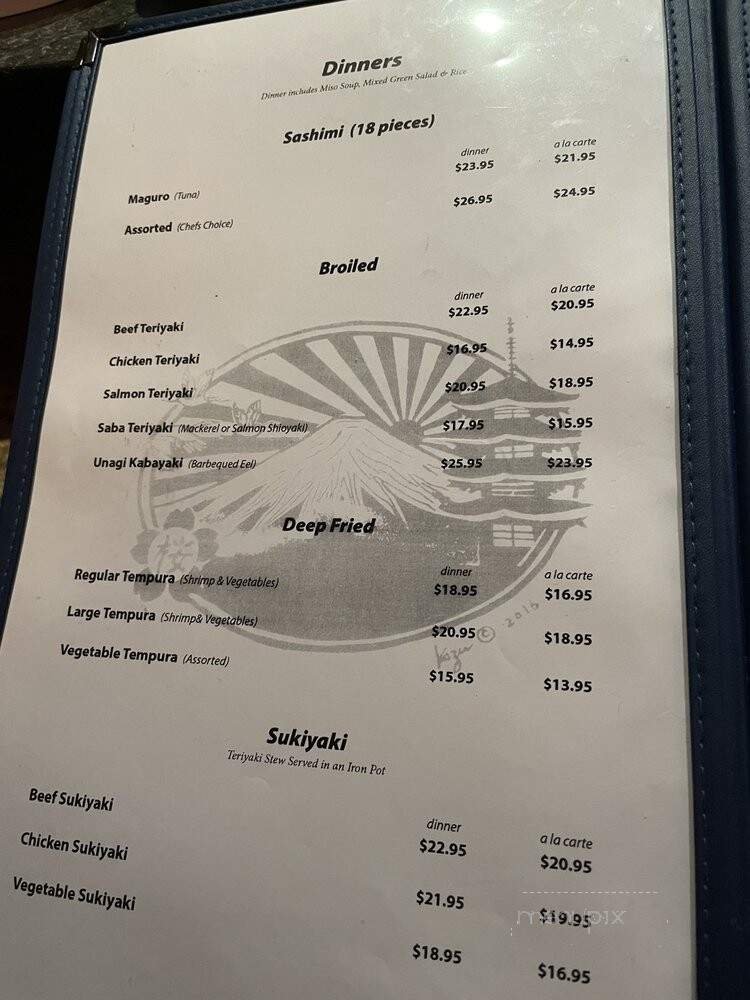 Dinners
Dinner includes Miso Soup, Mixed Green Salad & Rice
Sashimi (18 pieces)
dinner a la carte
Maguro (Tuna) $23.95 $21.95
Assorted (Chefs Choice) $26.95 $24.95
Broiled
dinner a la carte
Beef Teriyaki $22.95 $20.95
Chicken Teriyaki $16.95 $14.95
Salmon Teriyaki $20.95 $18.95
Saba Teriyaki (Mackerel or Salmon Shioyaki) $17.95 $15.95
Unagi Kabayaki (Barbequed Eel) $25.95 $23.95
桜
Deep Fried
dinner a la carte
Regular Tempura (Shrimp & Vegetables) $18.95 $16.95
Large Tempura (Shrimp& Vegetables) $20.95 $18.95
Vegetable Tempura (Assorted) $15.95 $13.95
© 2015
Sukiyaki
Teriyaki Stew Served in an Iron Pot
dinner a la carte
Beef Sukiyaki $22.95 $20.95
Chicken Sukiyaki $21.95 $19.95
Vegetable Sukiyaki $18.95 $16.95
menupix